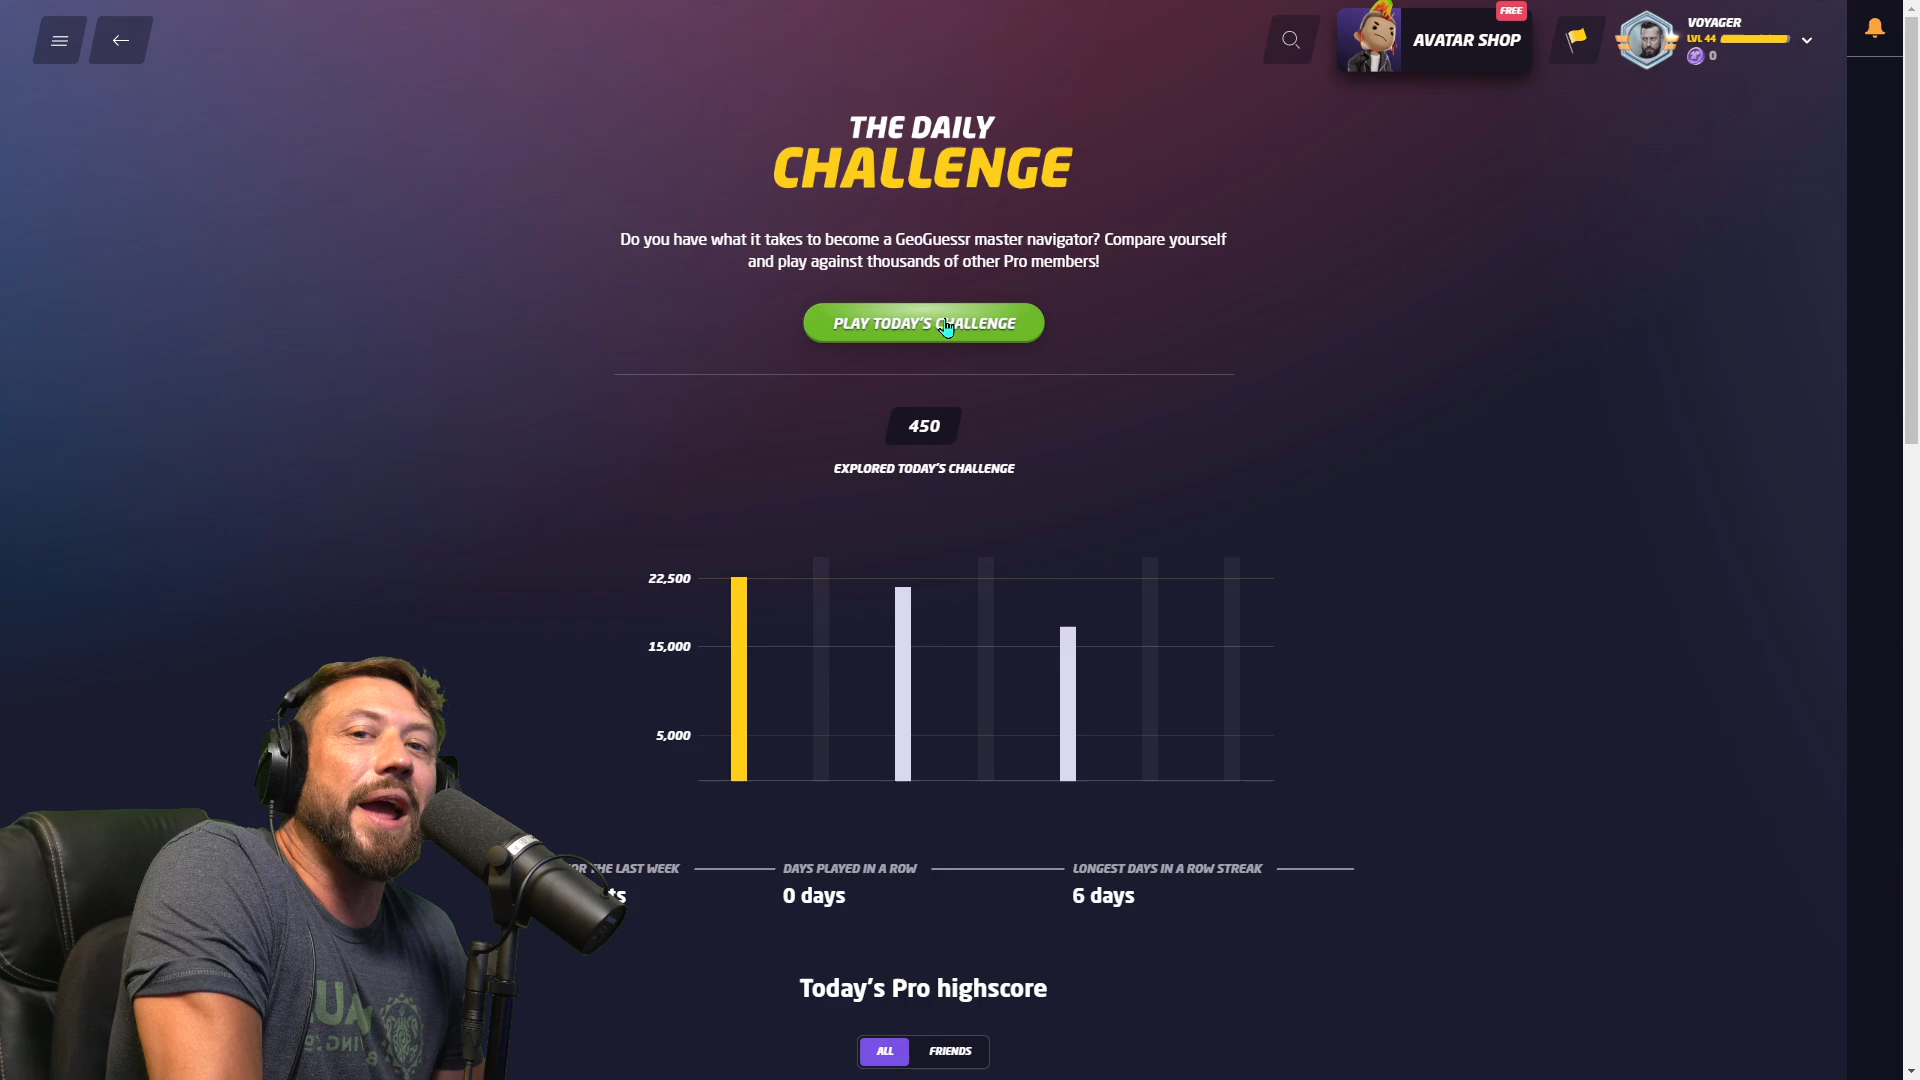 FREE
AVATAR SHOP
VOYAGER
LVL 44
0
THE DAILY
CHALLENGE
Do you have what it takes to become a GeoGuessr master navigator? Compare yourself
and play against thousands of other Pro members!
PLAY TODAY'S CHALLENGE
450
EXPLORED TODAY'S CHALLENGE
22,500
15,000
5,000
THE LAST WEEK
DAYS PLAYED IN A ROW
LONGEST DAYS IN A ROW STREAK
0 days
6 days
Today's Pro highscore
ALL
FRIENDS